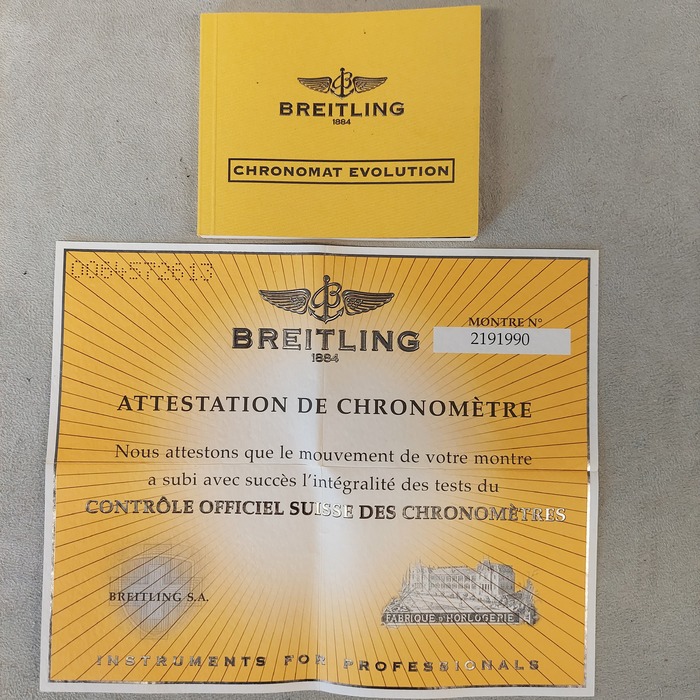 BREITLING
1884
CHRONOMAT EVOLUTION
BREITLING
1884
MONTRE N°
2191990
ATTESTATION DE CHRONOMÈTRE
Nous attestons que le mouvement de votre montre
a subi avec succès l'intégralité des tests du
CONTRÔLE OFFICIEL SUISSE DES CHRONOMÈTRES
BREITLING S.A.
FABRIQUE D'HORLOGERIE
INSTRUMENTS FOR PROFESSIONALS